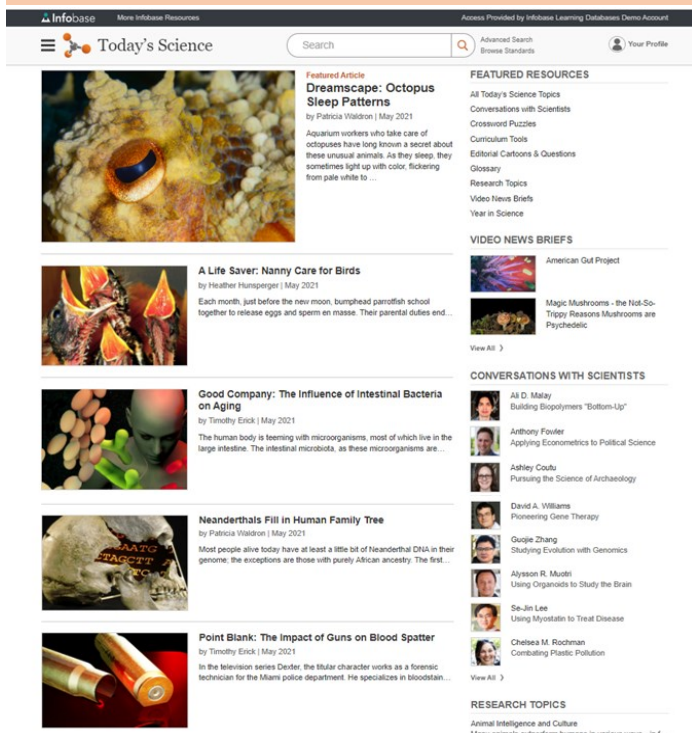 Infobase
More Infobase Resources
Access Provided by Infobase Learning Databases Demo Account
Today's Science
Search
Advanced Search
Browse Standards
Your Profile
Featured Article
Dreamscape: Octopus
Sleep Patterns
by Patricia Waldron | May 2021
Aquarium workers who take care of
octopuses have long known a secret about
these unusual animals. As they sleep, they
sometimes light up with color, flickering
from pale white to …
A Life Saver: Nanny Care for Birds
by Heather Hunsperger | May 2021
Each month, just before the new moon, bumphead parrotfish school
together to release eggs and sperm en masse. Their parental duties end…
Good Company: The Influence of Intestinal Bacteria
on Aging
by Timothy Erick | May 2021
The human body is teeming with microorganisms, most of which live in the
large intestine. The intestinal microbiota, as these microorganisms are…
Neanderthals Fill in Human Family Tree
by Patricia Waldron | May 2021
Most people alive today have at least a little bit of Neanderthal DNA in their
genome; the exceptions are those with purely African ancestry. The first…
Point Blank: The Impact of Guns on Blood Spatter
by Timothy Erick | May 2021
In the television series Dexter, the titular character works as a forensic
technician for the Miami police department. He specializes in bloodstain…
FEATURED RESOURCES
All Today's Science Topics
Conversations with Scientists
Crossword Puzzles
Curriculum Tools
Editorial Cartoons & Questions
Glossary
Research Topics
Video News Briefs
Year in Science
VIDEO NEWS BRIEFS
American Gut Project
Magic Mushrooms - the Not-So-
Trippy Reasons Mushrooms are
Psychedelic
View All
CONVERSATIONS WITH SCIENTISTS
Ali D. Malay
Building Biopolymers "Bottom-Up"
Anthony Fowler
Applying Econometrics to Political Science
Ashley Coutu
Pursuing the Science of Archaeology
David A. Williams
Pioneering Gene Therapy
Guojie Zhang
Studying Evolution with Genomics
Alysson R. Muotri
Using Organoids to Study the Brain
Se-Jin Lee
Using Myostatin to Treat Disease
Chelsea M. Rochman
Combating Plastic Pollution
View All
RESEARCH TOPICS
Animal Intelligence and Culture